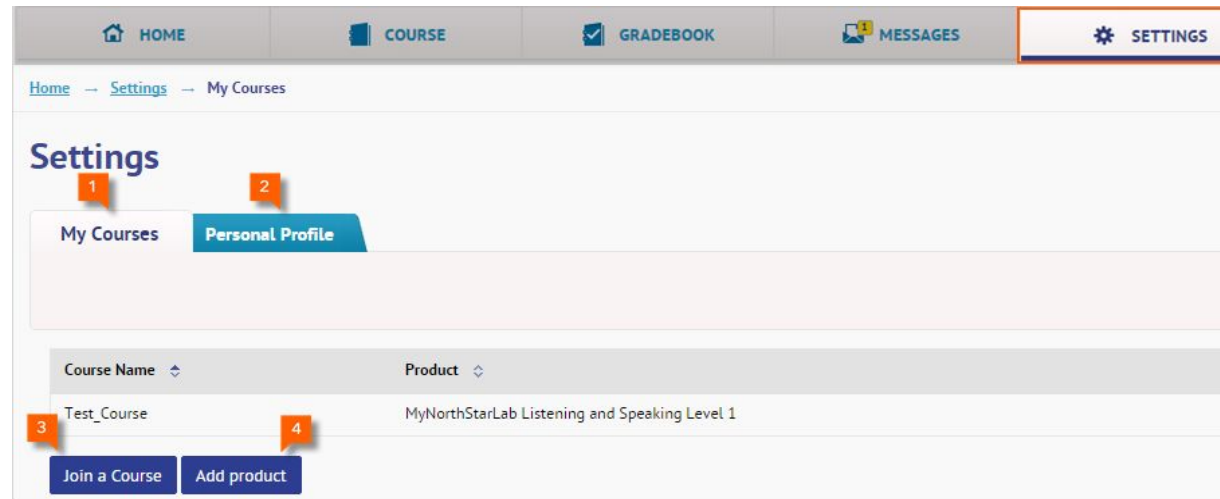 HOME COURSE GRADEBOOK 1 MESSAGES SETTINGS
Home → Settings → My Courses
Settings
1 2
My Courses Personal Profile
Course Name Product
Test_Course MyNorthStarLab Listening and Speaking Level 1
3 4
Join a Course Add product